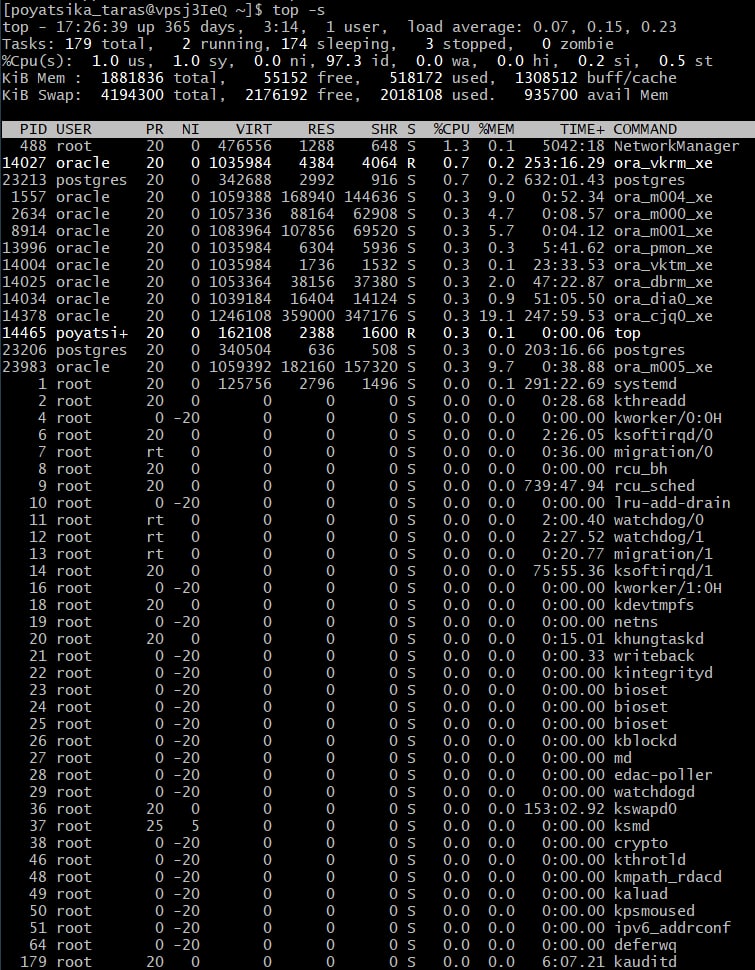 [poyatsika_taras@vpsj3IeQ ~]$ top -s
top - 17:26:39 up 365 days,  3:14,  1 user,  load average: 0.07, 0.15, 0.23
Tasks: 179 total,   2 running, 174 sleeping,   3 stopped,   0 zombie
%Cpu(s):  1.0 us,  1.0 sy,  0.0 ni, 97.3 id,  0.0 wa,  0.0 hi,  0.2 si,  0.5 st
KiB Mem :  1881836 total,    55152 free,   518172 used,  1308512 buff/cache
KiB Swap:  4194300 total,  2176192 free,  2018108 used.   935700 avail Mem
PID USER      PR  NI    VIRT    RES    SHR S  %CPU %MEM     TIME+ COMMAND
488 root      20   0  476556   1288    648 S   1.3  0.1   5042:18 NetworkManager
14027 oracle    20   0 1035984   4384   4064 R   0.7  0.2 253:16.29 ora_vkrm_xe
23213 postgres  20   0  342688   2992    916 S   0.7  0.2 632:01.43 postgres
1557 oracle    20   0 1059388 168940 144636 S   0.3  9.0   0:52.34 ora_m004_xe
2634 oracle    20   0 1057336  88164  62908 S   0.3  4.7   0:08.57 ora_m000_xe
8914 oracle    20   0 1083964 107856  69520 S   0.3  5.7   0:04.12 ora_m001_xe
13996 oracle    20   0 1035984   6304   5936 S   0.3  0.3   5:41.62 ora_pmon_xe
14004 oracle    20   0 1035984   1736   1532 S   0.3  0.1  23:33.53 ora_vktm_xe
14025 oracle    20   0 1053364  38156  37380 S   0.3  2.0  47:22.87 ora_dbrm_xe
14034 oracle    20   0 1039184  16404  14124 S   0.3  0.9  51:05.50 ora_dia0_xe
14378 oracle    20   0 1246108 359000 347176 S   0.3 19.1 247:59.53 ora_cjq0_xe
14465 poyatsi+  20   0  162108   2388   1600 R   0.3  0.1   0:00.06 top
23206 postgres  20   0  340504    636    508 S   0.3  0.0 203:16.66 postgres
23983 oracle    20   0 1059392 182160 157320 S   0.3  9.7   0:38.88 ora_m005_xe
1 root      20   0  125756   2796   1496 S   0.0  0.1 291:22.69 systemd
2 root      20   0       0      0      0 S   0.0  0.0   0:28.68 kthreadd
4 root       0 -20       0      0      0 S   0.0  0.0   0:00.00 kworker/0:0H
6 root      20   0       0      0      0 S   0.0  0.0   2:26.05 ksoftirqd/0
7 root      rt   0       0      0      0 S   0.0  0.0   0:36.00 migration/0
8 root      20   0       0      0      0 S   0.0  0.0   0:00.00 rcu_bh
9 root      20   0       0      0      0 S   0.0  0.0 739:47.94 rcu_sched
10 root       0 -20       0      0      0 S   0.0  0.0   0:00.00 lru-add-drain
11 root      rt   0       0      0      0 S   0.0  0.0   2:00.40 watchdog/0
12 root      rt   0       0      0      0 S   0.0  0.0   2:27.52 watchdog/1
13 root      rt   0       0      0      0 S   0.0  0.0   0:20.77 migration/1
14 root      20   0       0      0      0 S   0.0  0.0  75:55.36 ksoftirqd/1
16 root       0 -20       0      0      0 S   0.0  0.0   0:00.00 kworker/1:0H
18 root      20   0       0      0      0 S   0.0  0.0   0:00.00 kdevtmpfs
19 root       0 -20       0      0      0 S   0.0  0.0   0:00.00 netns
20 root      20   0       0      0      0 S   0.0  0.0   0:15.01 khungtaskd
21 root       0 -20       0      0      0 S   0.0  0.0   0:00.33 writeback
22 root       0 -20       0      0      0 S   0.0  0.0   0:00.00 kintegrityd
23 root       0 -20       0      0      0 S   0.0  0.0   0:00.00 bioset
24 root       0 -20       0      0      0 S   0.0  0.0   0:00.00 bioset
25 root       0 -20       0      0      0 S   0.0  0.0   0:00.00 bioset
26 root       0 -20       0      0      0 S   0.0  0.0   0:00.00 kblockd
27 root       0 -20       0      0      0 S   0.0  0.0   0:00.00 md
28 root       0 -20       0      0      0 S   0.0  0.0   0:00.00 edac-poller
29 root       0 -20       0      0      0 S   0.0  0.0   0:00.00 watchdogd
36 root      20   0       0      0      0 S   0.0  0.0 153:02.92 kswapd0
37 root      25   5       0      0      0 S   0.0  0.0   0:00.00 ksmd
38 root       0 -20       0      0      0 S   0.0  0.0   0:00.00 crypto
46 root       0 -20       0      0      0 S   0.0  0.0   0:00.00 kthrotld
48 root       0 -20       0      0      0 S   0.0  0.0   0:00.00 kmpath_rdacd
49 root       0 -20       0      0      0 S   0.0  0.0   0:00.00 kaluad
50 root       0 -20       0      0      0 S   0.0  0.0   0:00.00 kpsmoused
51 root       0 -20       0      0      0 S   0.0  0.0   0:00.00 ipv6_addrconf
64 root       0 -20       0      0      0 S   0.0  0.0   0:00.00 deferwq
179 root      20   0       0      0      0 S   0.0  0.0   6:07.21 kauditd